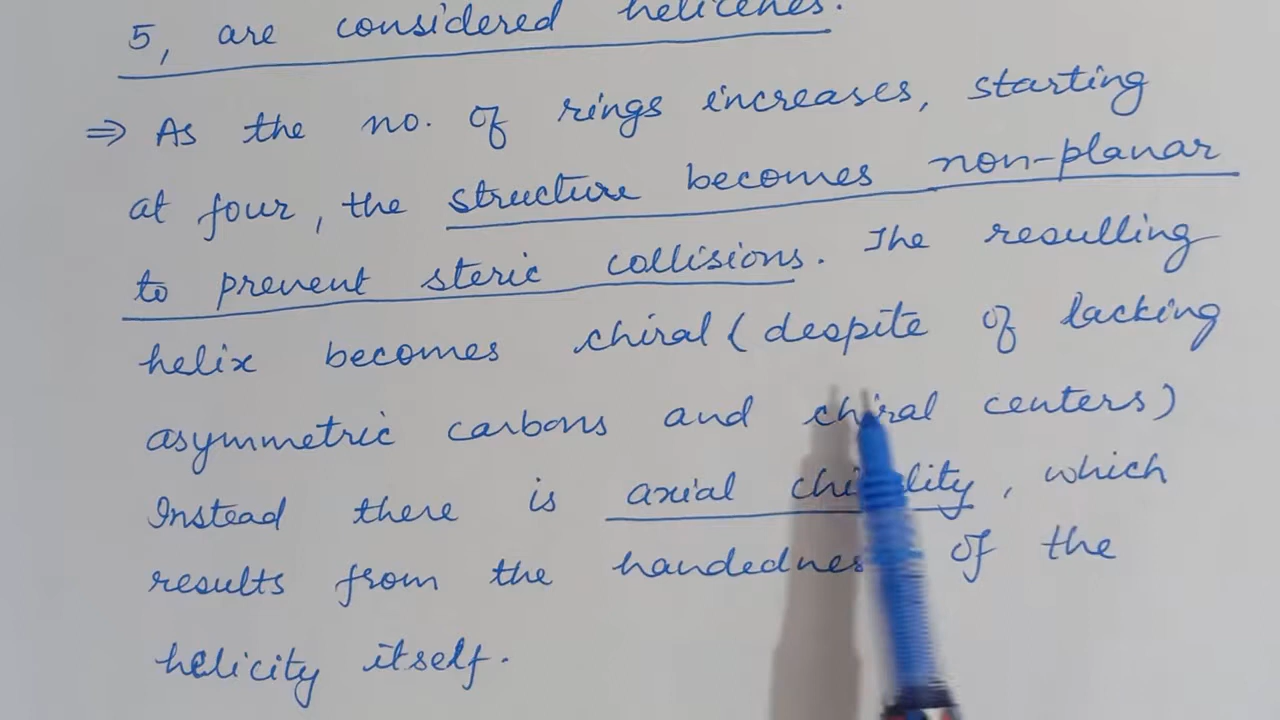 5, are considered helicenes.
⇒ As the no. of rings increases, starting
at four, the structure becomes non-planar
to prevent steric collisions. The resulling
helix becomes chiral (despite of lacking
asymmetric carbons and chiral centers)
Instead there is axial chirality, which
results from the handedness of the
helicity itself.